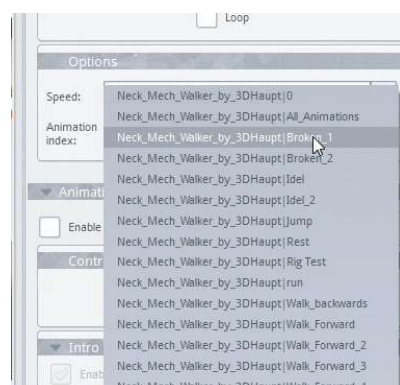 Loop
Options
Speed:
Neck_Mech_Walker_by_3DHaupt|0
Neck_Mech_Walker_by_3DHaupt|All_Animations
Animation
index:
Neck_Mech_Walker_by_3DHaupt|Broken_1
Neck_Mech_Walker_by_3DHaupt|Broken_2
Neck_Mech_Walker_by_3DHaupt|Idel
Animati
Neck_Mech_Walker_by_3DHaupt|Idel_2
Enable
Neck_Mech_Walker_by_3DHaupt|Jump
Neck_Mech_Walker_by_3DHaupt|Rest
Contr
Neck_Mech_Walker_by_3DHaupt|Rig Test
Neck_Mech_Walker_by_3DHaupt|run
Neck_Mech_Walker_by_3DHaupt|Walk_backwards
Neck_Mech_Walker_by_3DHaupt|Walk_Forward
Intro
Neck_Mech_Walker_by_3DHaupt|Walk_Forward_2
Neck_Mech_Walker_by_3DHaupt|Walk_Forward_3
Enab